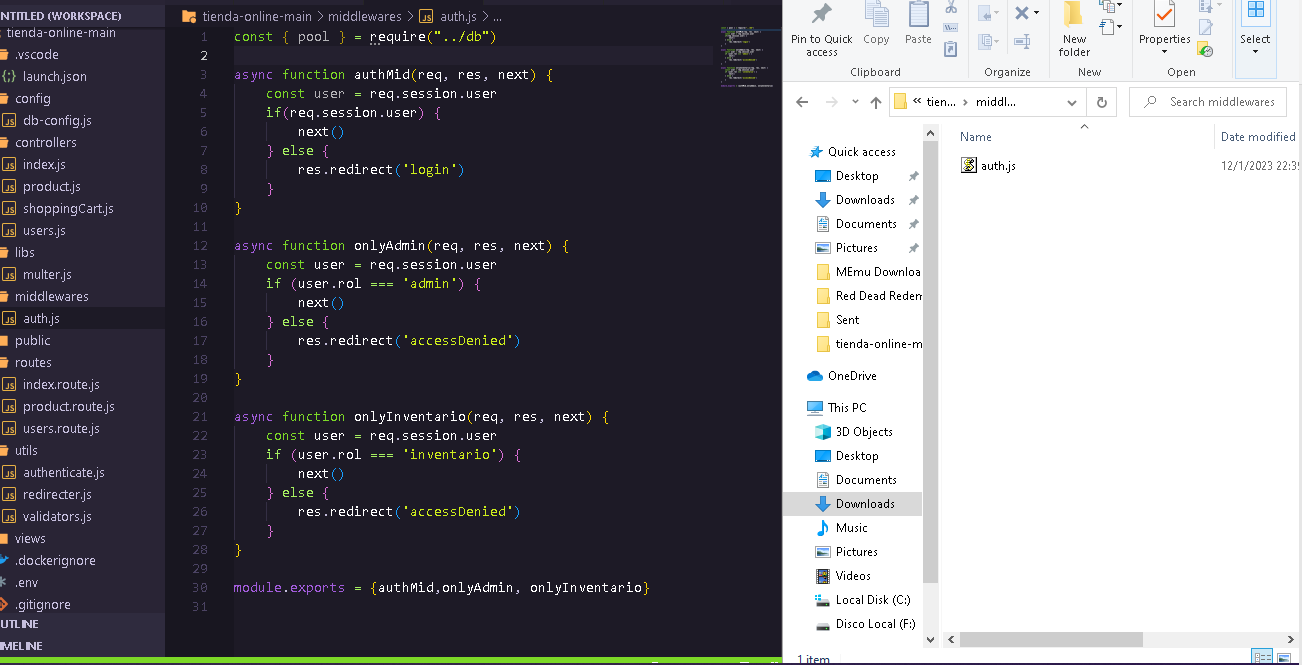 NTITLED (WORKSPACE)
tienda-online-main
.vscode
launch.json
config
db-config.js
controllers
index.js
product.js
shoppingCart.js
users.js
libs
multer.js
middlewares
auth.js
public
routes
index.route.js
product.route.js
users.route.js
utils
authenticate.js
redirecter.js
validators.js
views
.dockerignore
.env
.gitignore
UTLINE
MELINE
tienda-online-main > middlewares > JS auth.js > ...
1 const { pool } = require("../db")
2
3 async function authMid(req, res, next) {
4 const user = req.session.user
5 if(req.session.user) {
6 next()
7 } else {
8 res.redirect('login')
9 }
10 }
11
12 async function onlyAdmin(req, res, next) {
13 const user = req.session.user
14 if (user.rol === 'admin') {
15 next()
16 } else {
17 res.redirect('accessDenied')
18 }
19 }
20
21 async function onlyInventario(req, res, next) {
22 const user = req.session.user
23 if (user.rol === 'inventario') {
24 next()
25 } else {
26 res.redirect('accessDenied')
27 }
28 }
29
30 module.exports = {authMid,onlyAdmin, onlyInventario}
31
Pin to Quick
access
Copy
Paste
Clipboard
Organize
New
folder
New
Properties
Open
Select
« tien... > middl...
Search middlewares
Quick access
Desktop
Downloads
Documents
Pictures
MEmu Downloa
Red Dead Redem
Sent
tienda-online-m
OneDrive
This PC
3D Objects
Desktop
Documents
Downloads
Music
Pictures
Videos
Local Disk (C:)
Disco Local (F:)
Name
Date modified
auth.js
12/1/2023 22:39
1 item